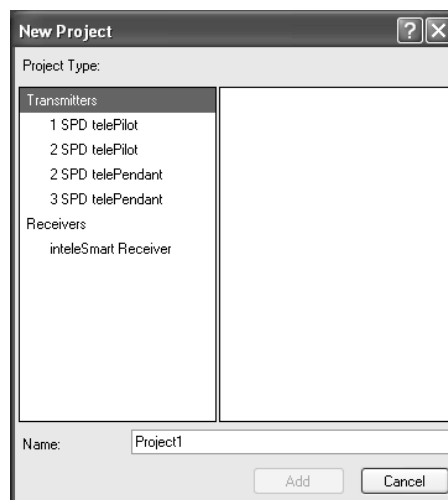 New Project
Project Type:
Transmitters
1 SPD telePilot
2 SPD telePilot
2 SPD telePendant
3 SPD telePendant
Receivers
inteleSmart Receiver
Name:
Project1
Add
Cancel